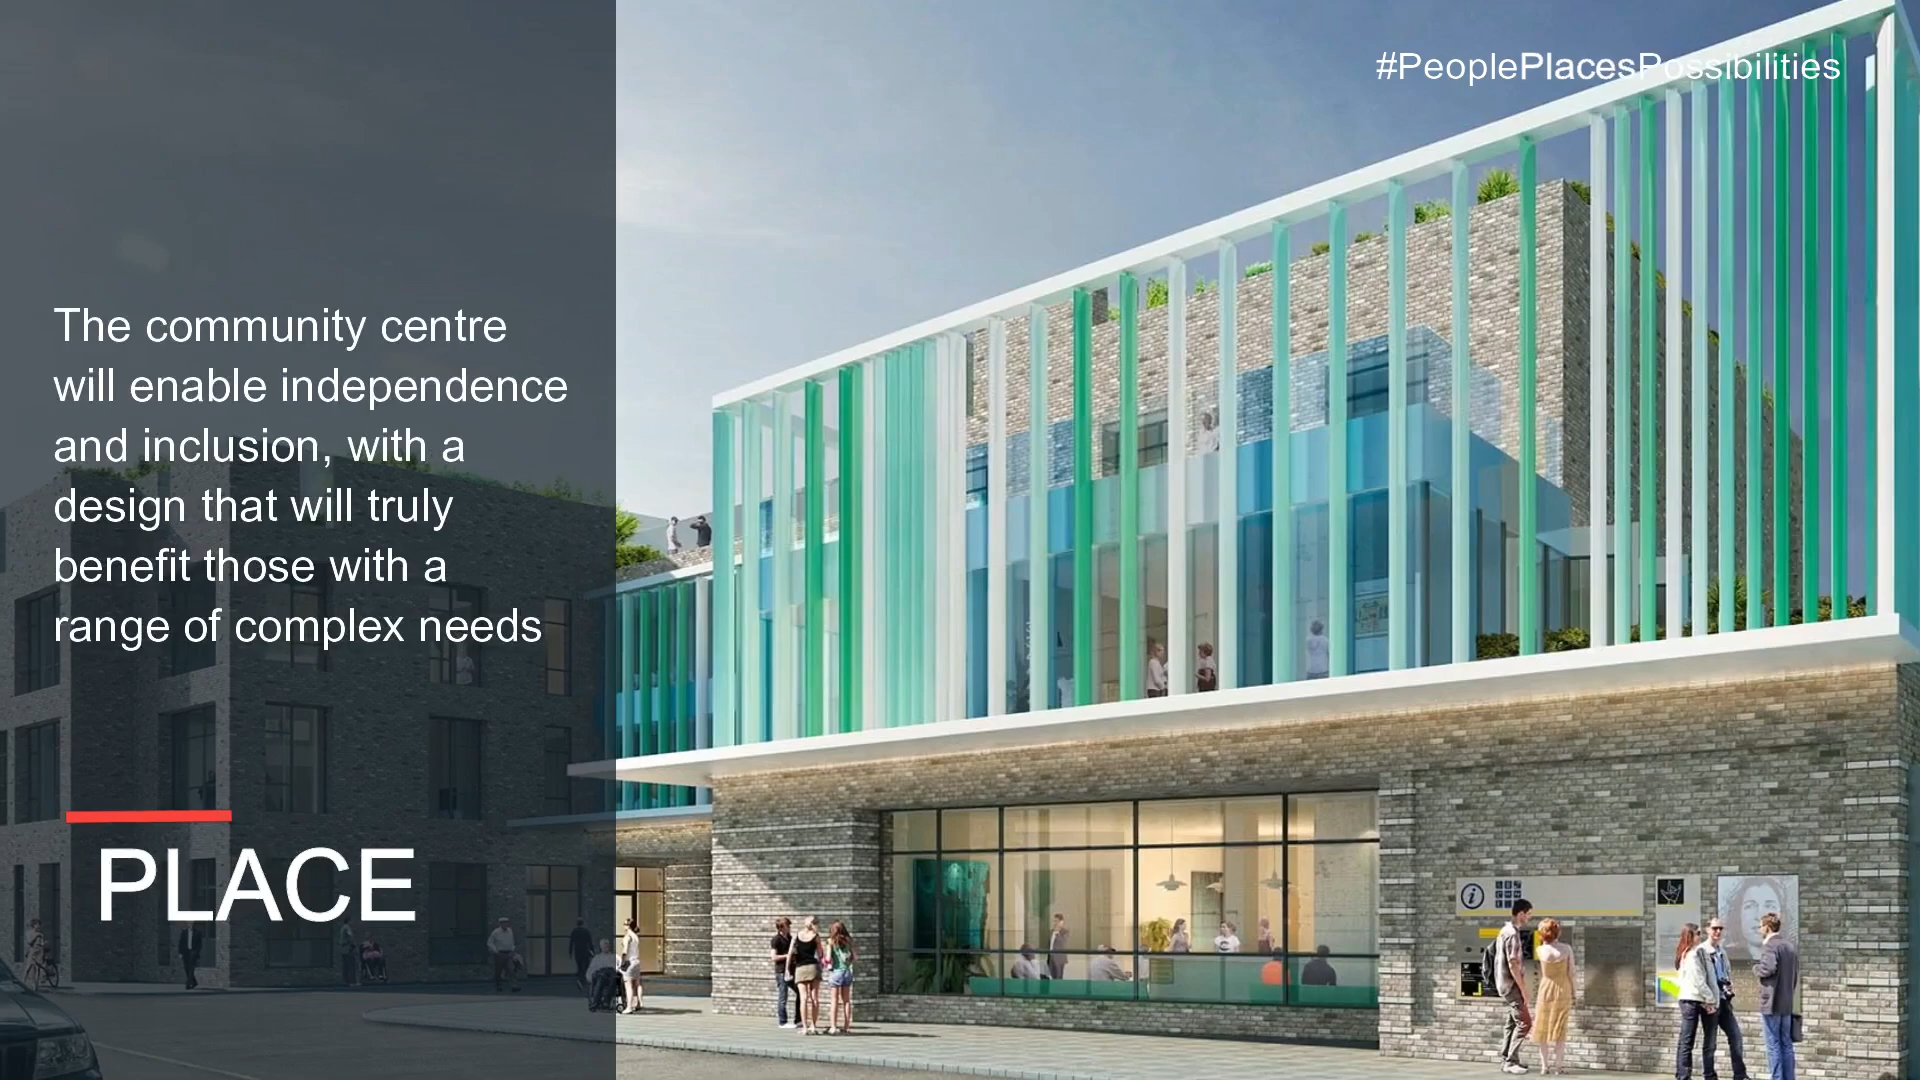 #PeoplePlacesPossibilities
The community centre
will enable independence
and inclusion, with a
design that will truly
benefit those with a
range of complex needs
PLACE